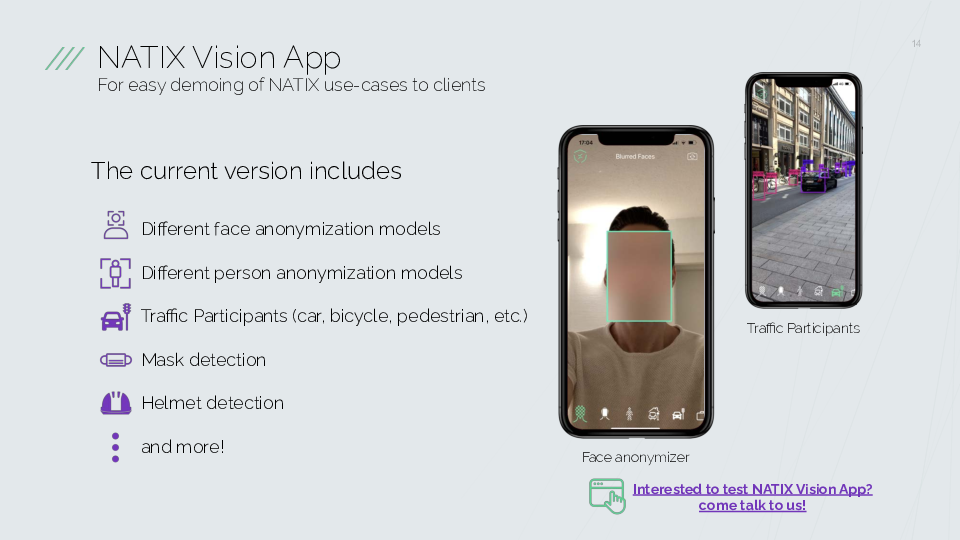 14
NATIX Vision App
For easy demoing of NATIX use-cases to clients
The current version includes
Different face anonymization models
Different person anonymization models
Traffic Participants (car, bicycle, pedestrian, etc.)
Mask detection
Helmet detection
and more!
17:04
Blurred Faces
Face anonymizer
Traffic Participants
Interested to test NATIX Vision App?
come talk to us!